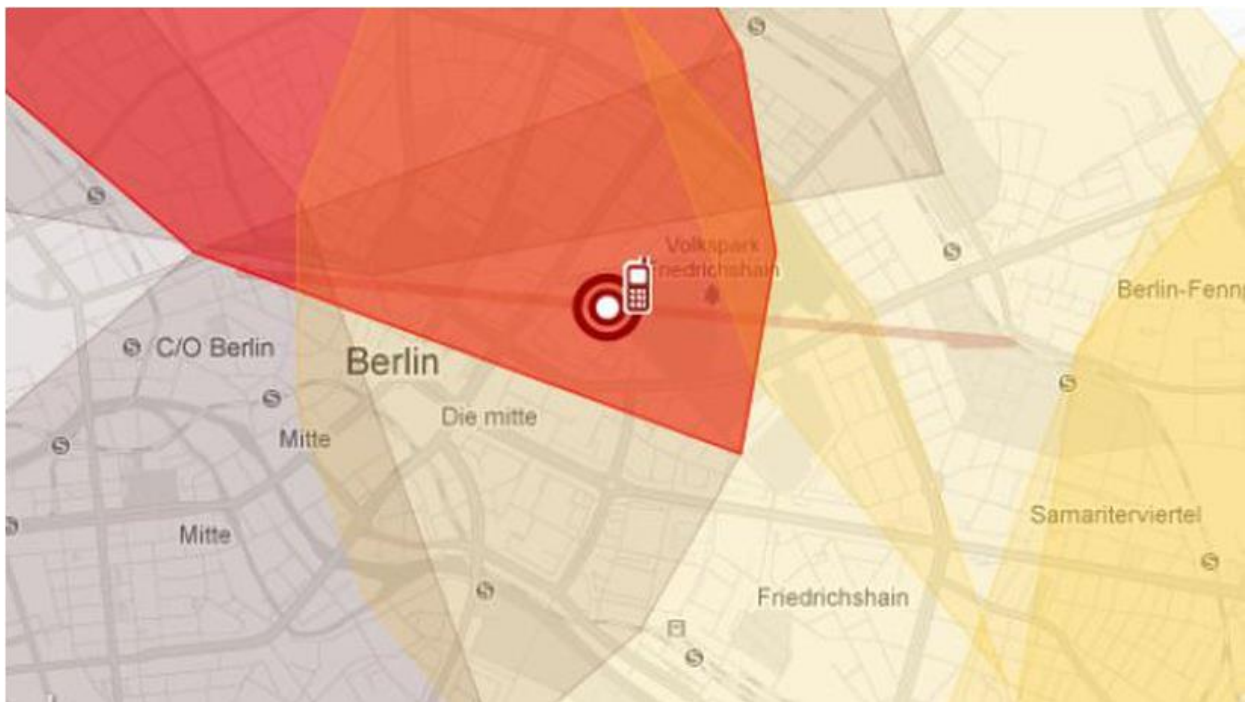 Volkspark
Friedrichshain
Berlin-Fennp
C/O Berlin
Berlin
Die mitte
Mitte
Samariterviertel
Mitte
Friedrichshain